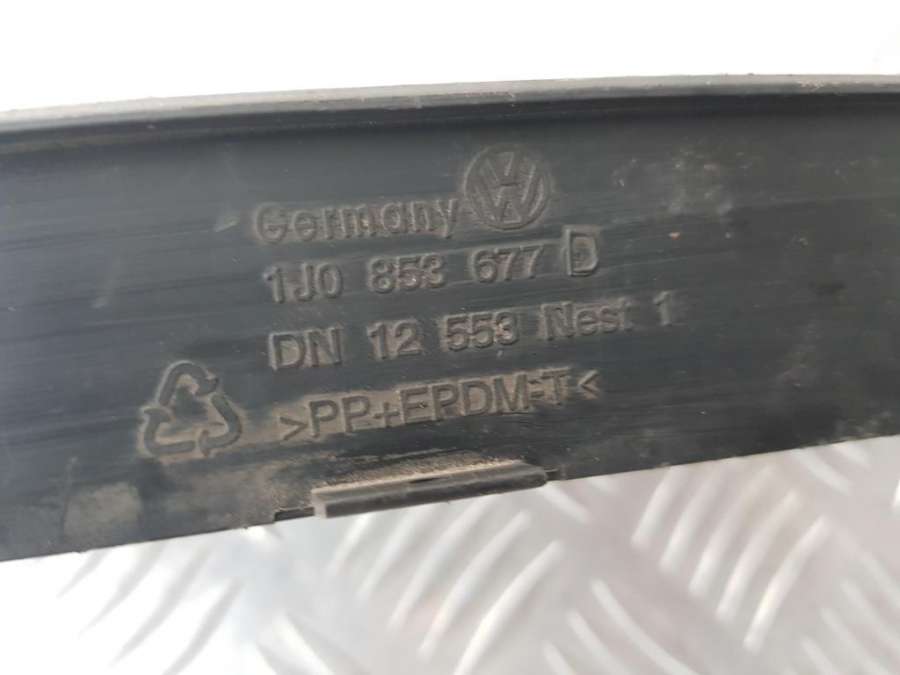 Germany
1J0 853 677 D
DN 12 553 Nest 1
>PP+EPDM-T<